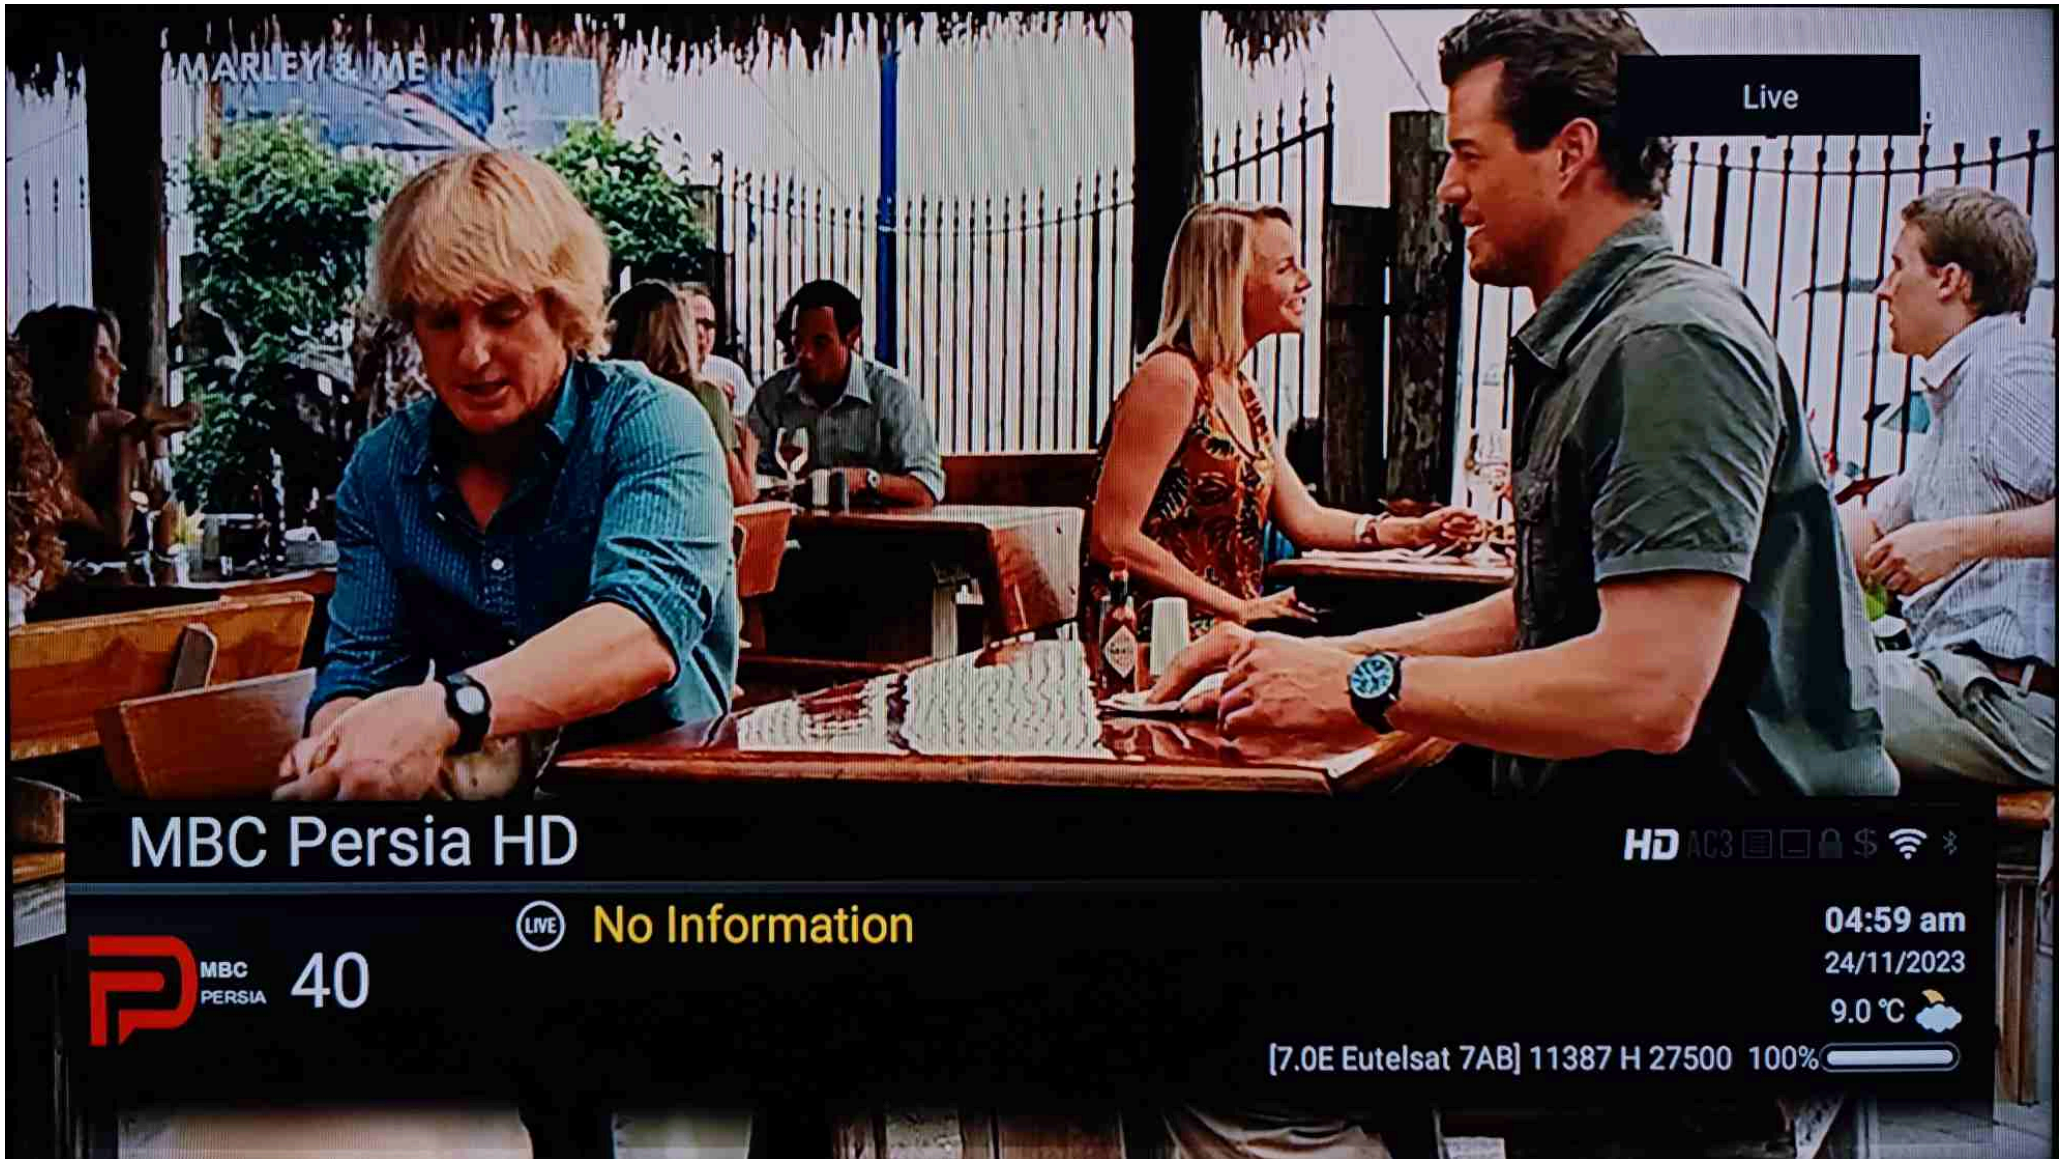 MARLEY & ME
Live
MBC Persia HD
HD AC3 $
LIVE No Information
MBC
PERSIA
40
04:59 am
24/11/2023
9.0 °C
[7.0E Eutelsat 7AB] 11387 H 27500 100%